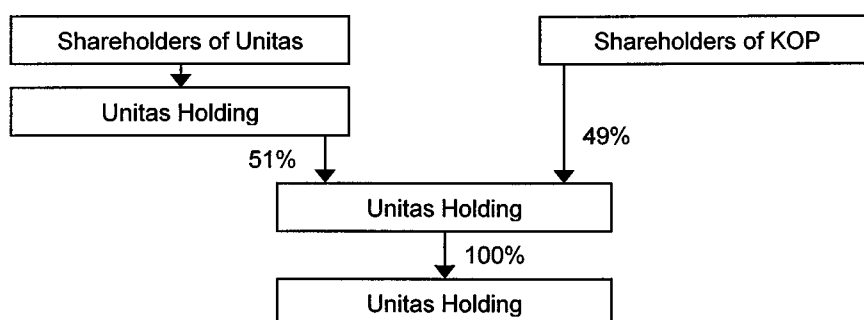 Shareholders of Unitas
Shareholders of KOP
Unitas Holding
51%
49%
Unitas Holding
100%
Unitas Holding